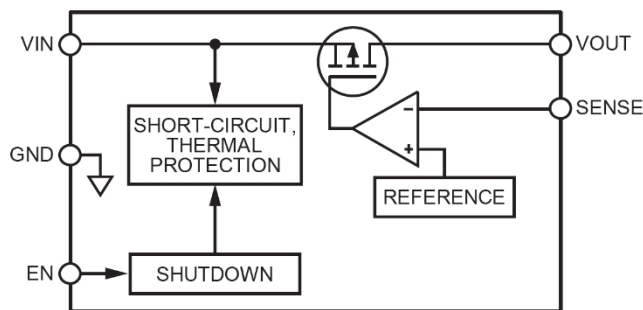 VIN
VOUT
SENSE
SHORT-CIRCUIT,
THERMAL
PROTECTION
GND
−
+
REFERENCE
EN
SHUTDOWN